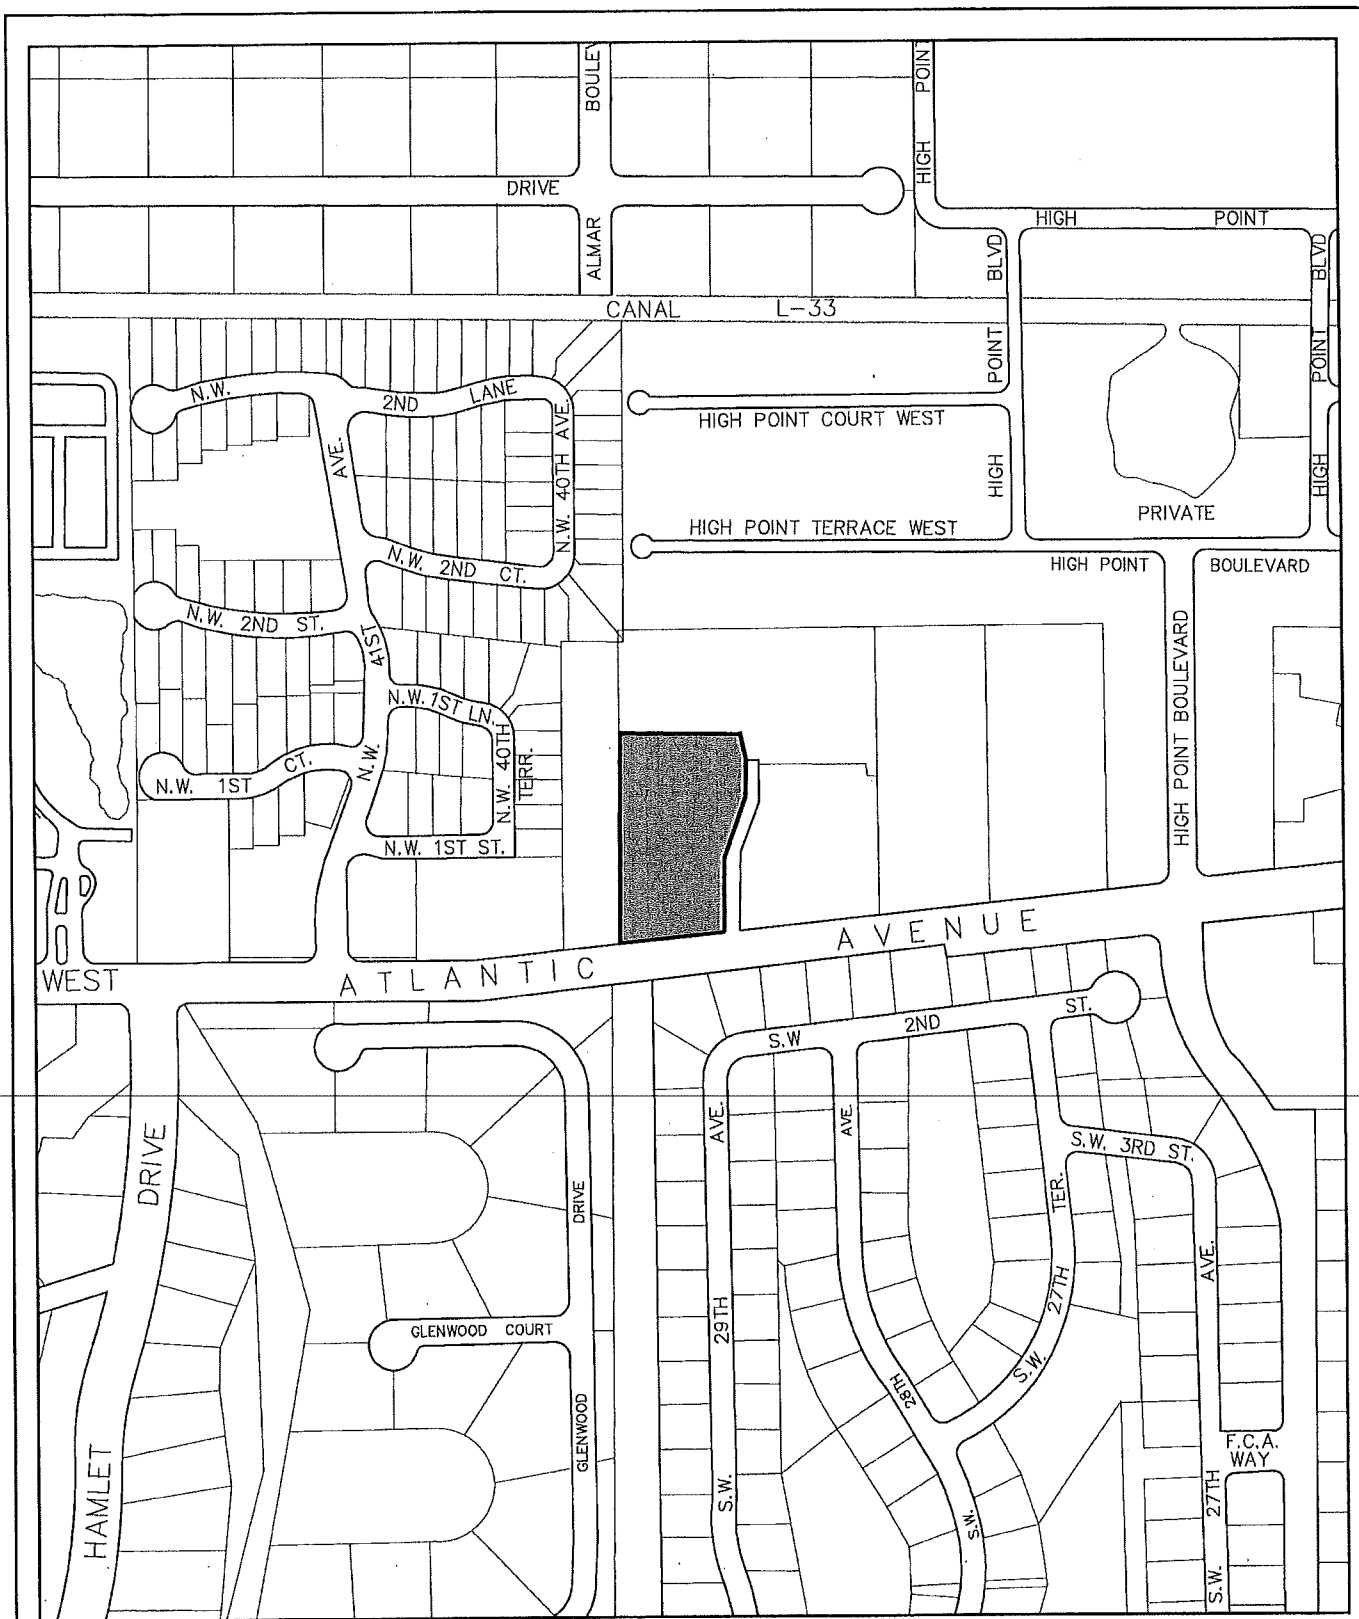 BOULEV
HIGH POINT
DRIVE
ALMAR
HIGH POINT
BLVD
BLVD
CANAL L-33
POINT
POINT
N.W. 2ND LANE
HIGH POINT COURT WEST
AVE.
N.W. 40TH AVE.
HIGH
HIGH
PRIVATE
HIGH POINT TERRACE WEST
N.W. 2ND CT.
HIGH POINT BOULEVARD
N.W. 2ND ST.
41ST
HIGH POINT BOULEVARD
N.W. 1ST LN.
N.W. 40TH
TERR.
N.W.
N.W. 1ST CT.
N.W. 1ST ST.
WEST ATLANTIC AVENUE
S.W 2ND ST.
AVE.
AVE.
DRIVE
S.W. 3RD ST.
DRIVE
TER.
AVE.
29TH
27TH
GLENWOOD COURT
S.W.
28TH
GLENWOOD
F.C.A.
WAY
HAMLET
S.W.
S.W.
27TH
S.W.